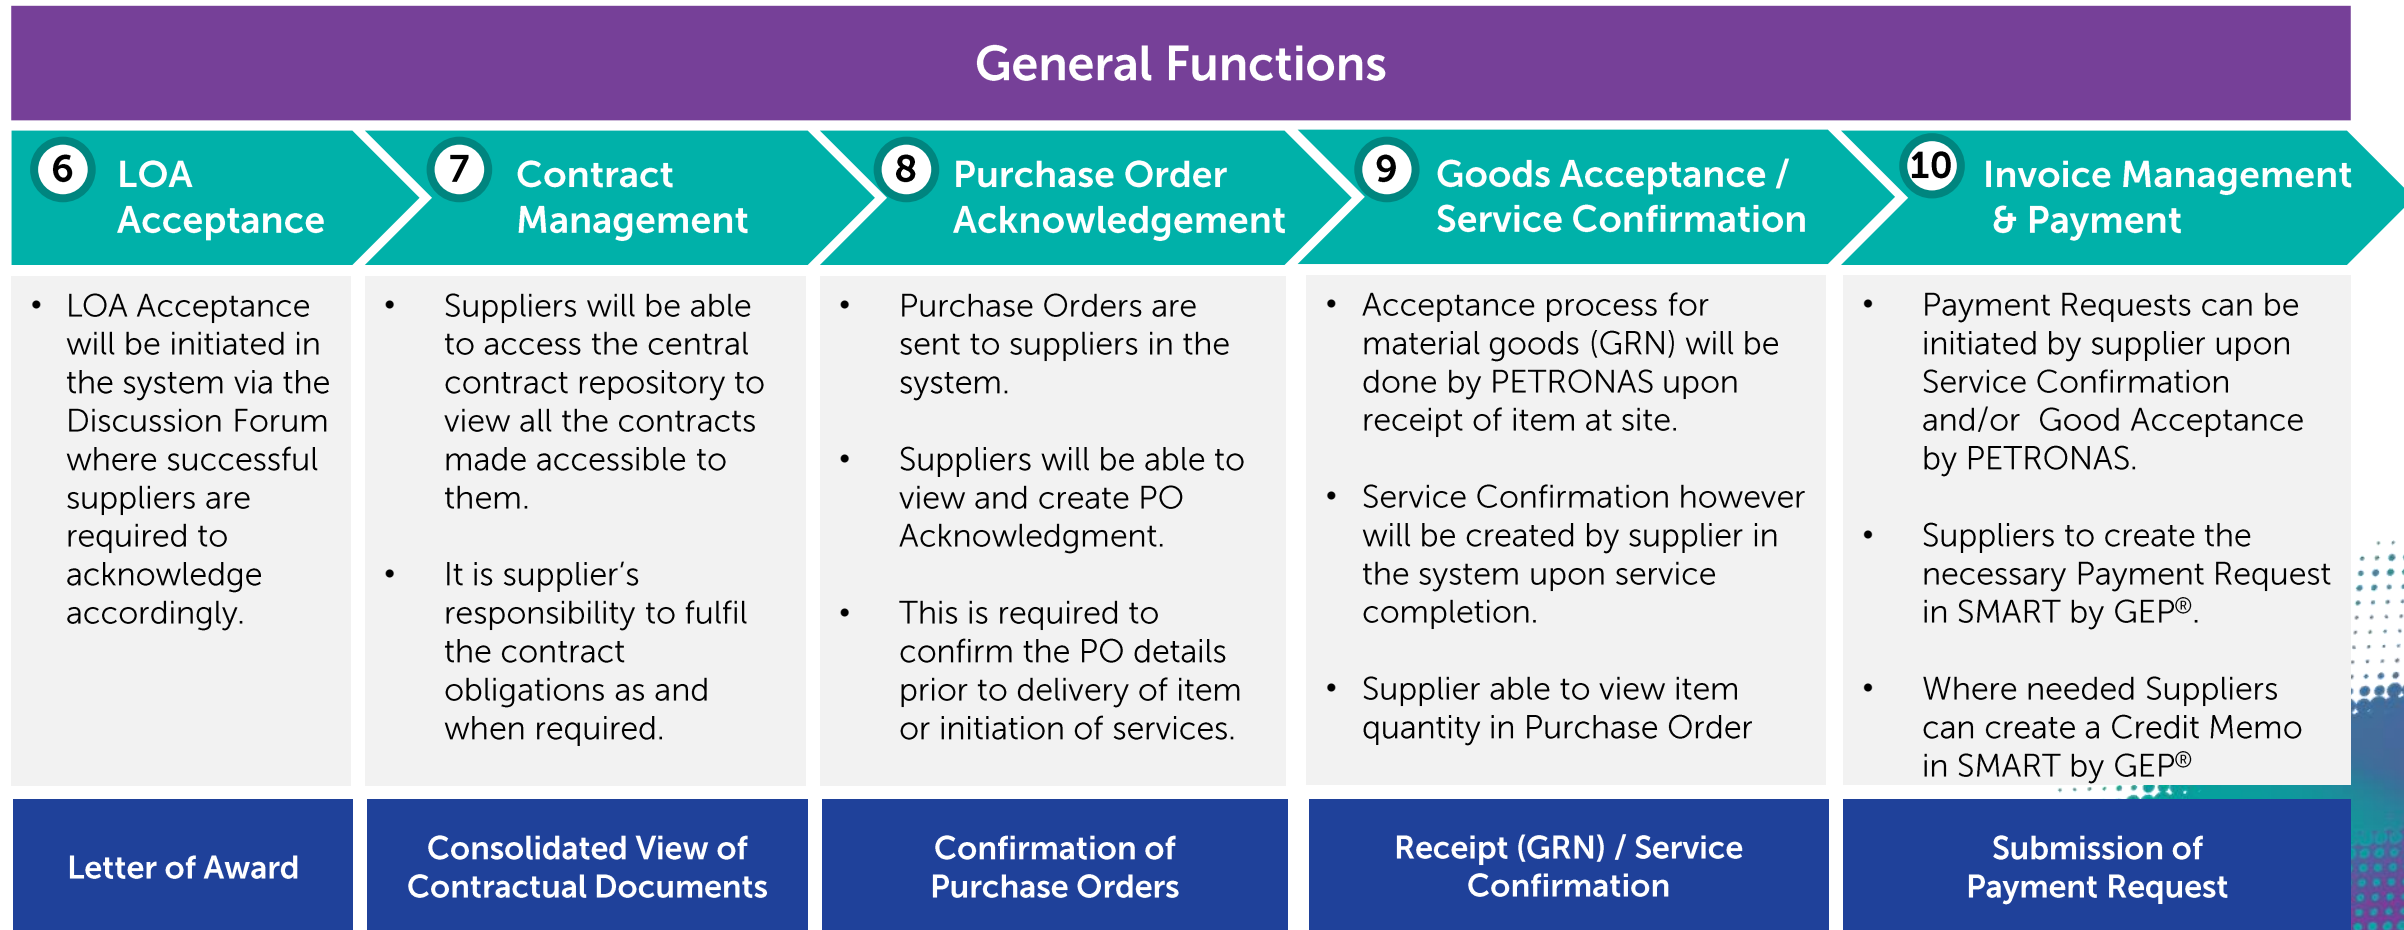 General Functions
6
LOA
Acceptance
7
Contract
Management
8
Purchase Order
Acknowledgement
9
Goods Acceptance /
Service Confirmation
10
Invoice Management
& Payment
• LOA Acceptance
will be initiated in
the system via the
Discussion Forum
where successful
suppliers are
required to
acknowledge
accordingly.
• Suppliers will be able
to access the central
contract repository to
view all the contracts
made accessible to
them.
• It is supplier’s
responsibility to fulfil
the contract
obligations as and
when required.
• Purchase Orders are
sent to suppliers in the
system.
• Suppliers will be able to
view and create PO
Acknowledgment.
• This is required to
confirm the PO details
prior to delivery of item
or initiation of services.
• Acceptance process for
material goods (GRN) will be
done by PETRONAS upon
receipt of item at site.
• Service Confirmation however
will be created by supplier in
the system upon service
completion.
• Supplier able to view item
quantity in Purchase Order
• Payment Requests can be
initiated by supplier upon
Service Confirmation
and/or Good Acceptance
by PETRONAS.
• Suppliers to create the
necessary Payment Request
in SMART by GEP®.
• Where needed Suppliers
can create a Credit Memo
in SMART by GEP®
Letter of Award
Consolidated View of
Contractual Documents
Confirmation of
Purchase Orders
Receipt (GRN) / Service
Confirmation
Submission of
Payment Request